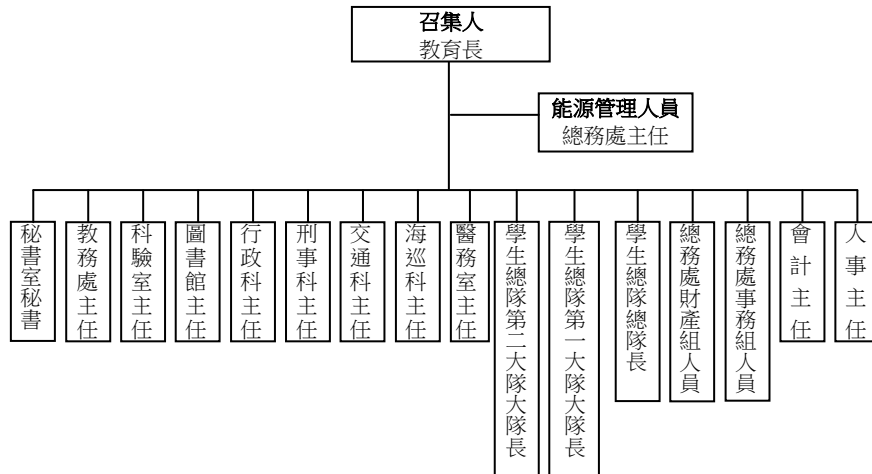 召集人
教育長
能源管理人員
總務處主任
秘書室秘書
教務處主任
科驗室主任
圖書館主任
行政科主任
刑事科主任
交通科主任
海巡科主任
醫務室主任
學生總隊第二大隊大隊長
學生總隊第一大隊大隊長
學生總隊總隊長
總務處財產組人員
總務處事務組人員
會計主任
人事主任